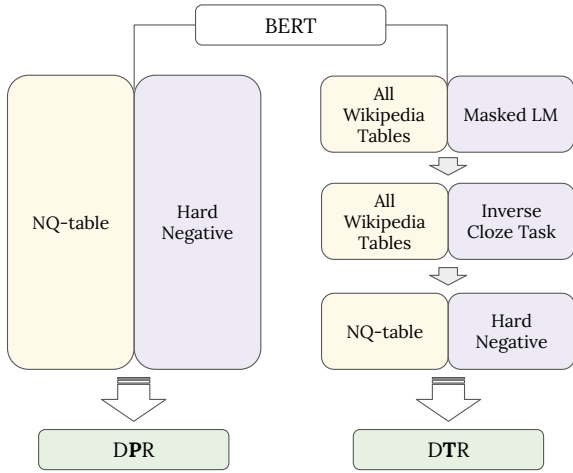 BERT
NQ-table
Hard
Negative
DPR
All
Wikipedia
Tables
Masked LM
All
Wikipedia
Tables
Inverse
Cloze Task
NQ-table
Hard
Negative
DTR